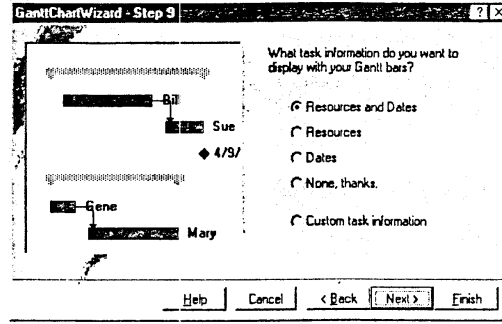 GanttChartWizard - Step 9
What task information do you want to
display with your Gantt bars?
Resources and Dates
Resources
Dates
None, thanks.
Custom task information
Bill
Sue
4/9/
Gene
Mary
Help
Cancel
< Back
Next >
Finish